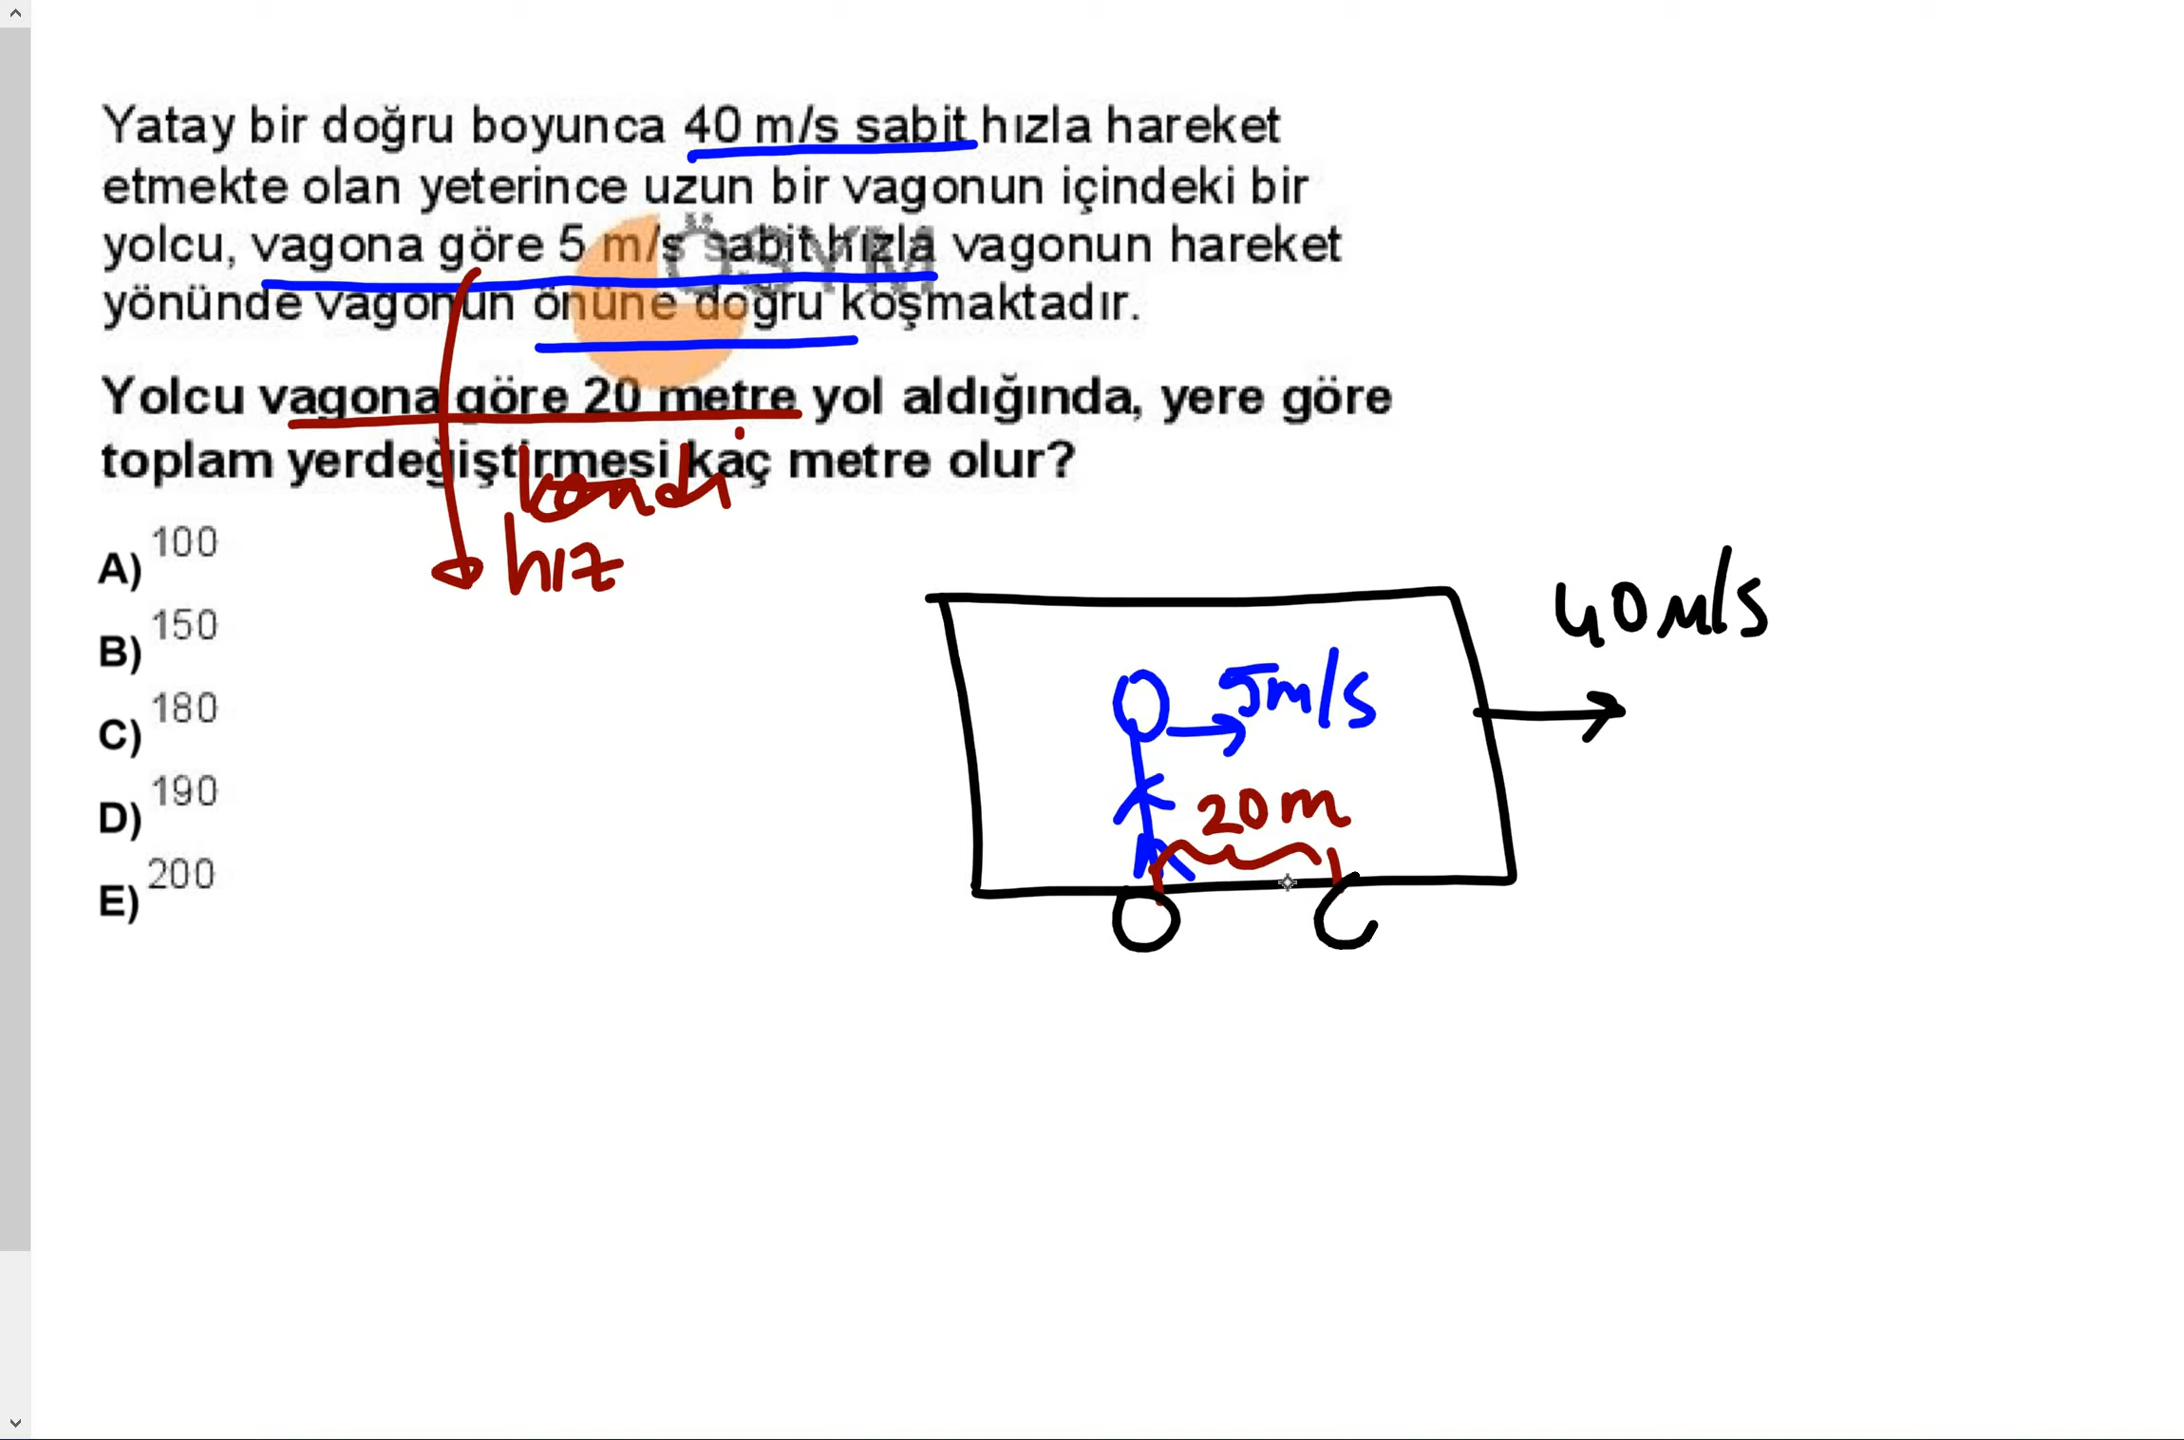 Yatay bir doğru boyunca 40 m/s sabit hızla hareket
etmekte olan yeterince uzun bir vagonun içindeki bir
yolcu, vagona göre 5 m/s sabit hızla vagonun hareket
yönünde vagonun önüne doğru koşmaktadır.
ÖSYM
Yolcu vagona göre 20 metre yol aldığında, yere göre
toplam yerdeğiştirmesi kaç metre olur?
kendi
hız
A) 100
B) 150
C) 180
D) 190
E) 200
40 m/s
5m/s
20m